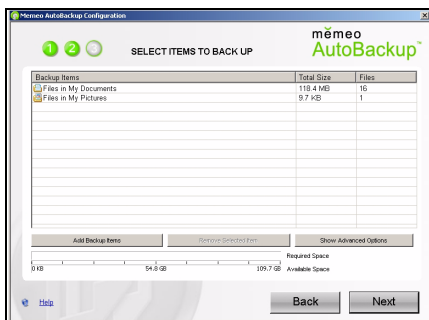 Memeo AutoBackup Configuration
1 2 3 SELECT ITEMS TO BACK UP
mĕmeo
AutoBackup™
Backup Items Total Size Files
Files in My Documents 118.4 MB 16
Files in My Pictures 9.7 KB 1
Add Backup Items Remove Selected Item Show Advanced Options
Required Space
0 KB 54.8 GB 109.7 GB Available Space
Help Back Next